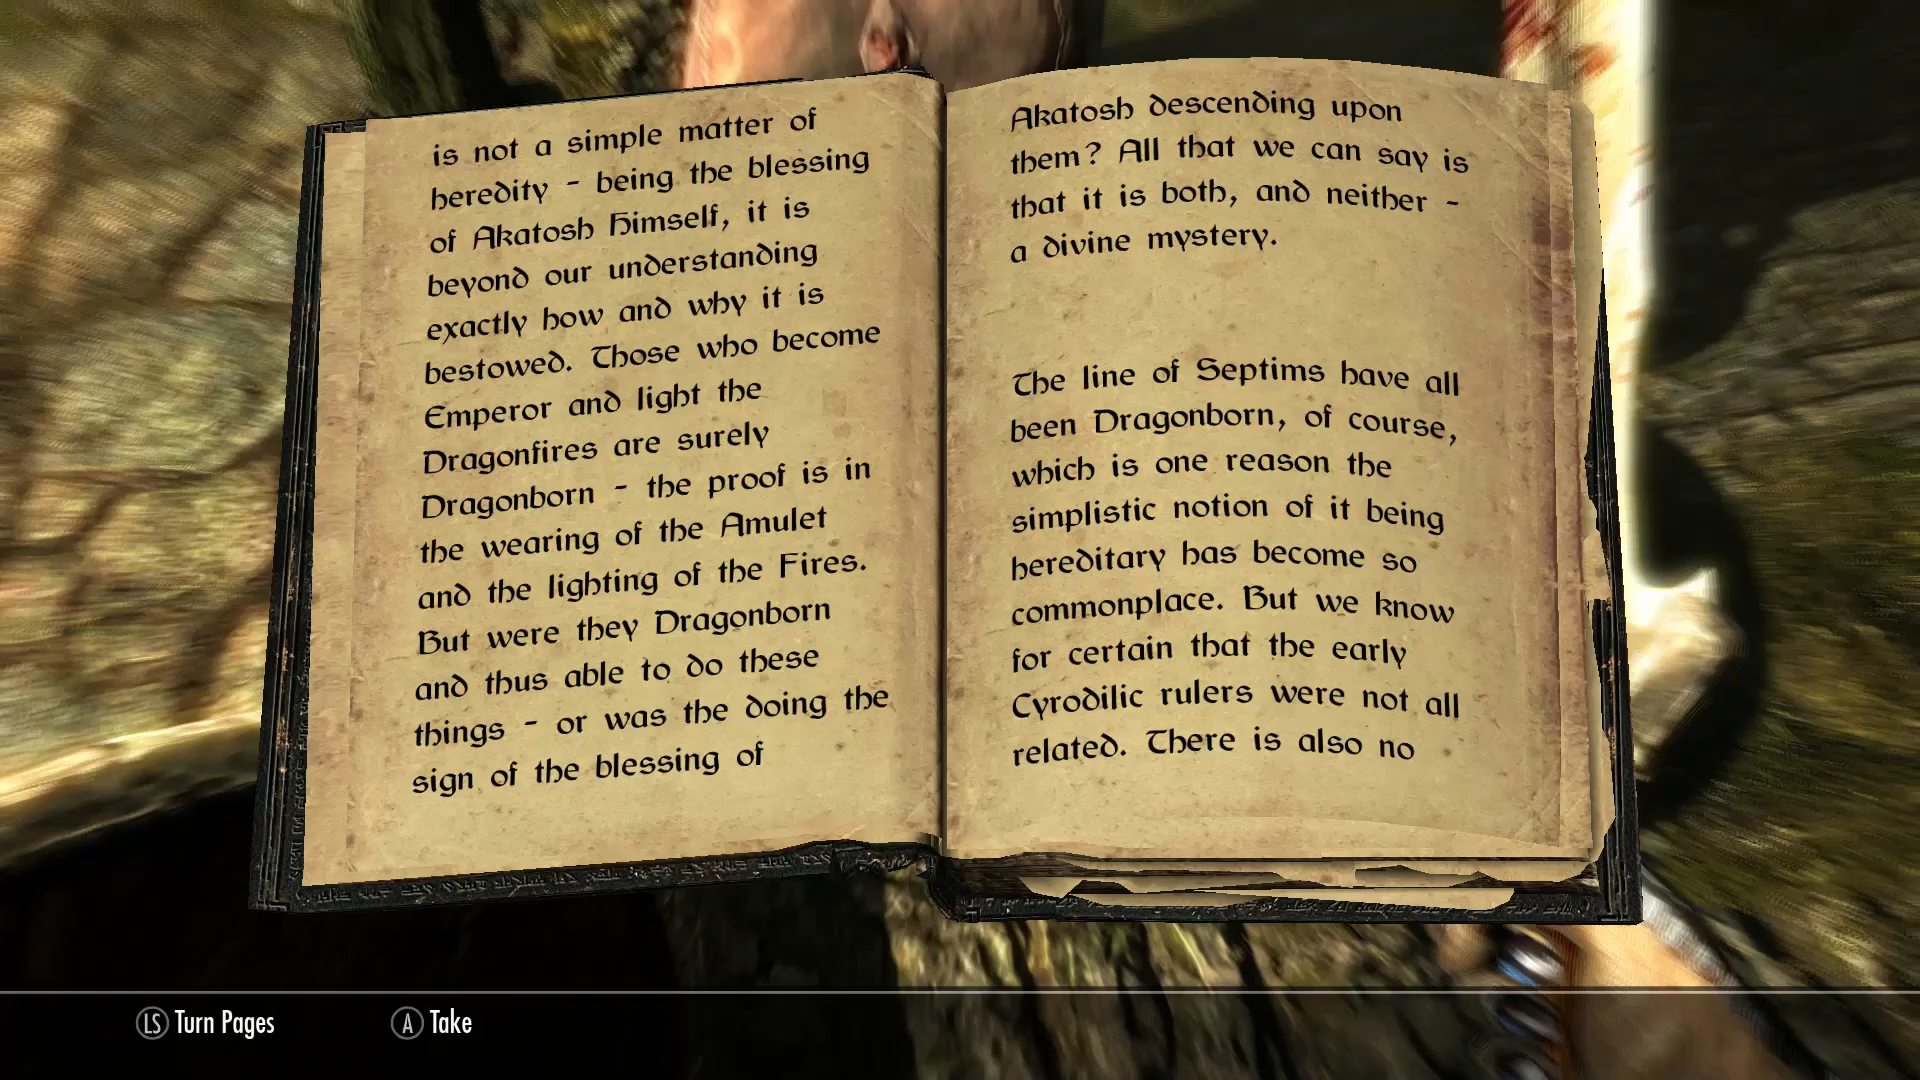 is not a simple matter of
heredity - being the blessing
of Akatosh Himself, it is
beyond our understanding
exactly how and why it is
bestowed. Those who become
Emperor and light the
Dragonfires are surely
Dragonborn - the proof is in
the wearing of the Amulet
and the lighting of the Fires.
But were they Dragonborn
and thus able to do these
things - or was the doing the
sign of the blessing of
Akatosh descending upon
them? All that we can say is
that it is both, and neither -
a divine mystery.
The line of Septims have all
been Dragonborn, of course,
which is one reason the
simplistic notion of it being
hereditary has become so
commonplace. But we know
for certain that the early
Cyrodilic rulers were not all
related. There is also no
LS Turn Pages
A Take